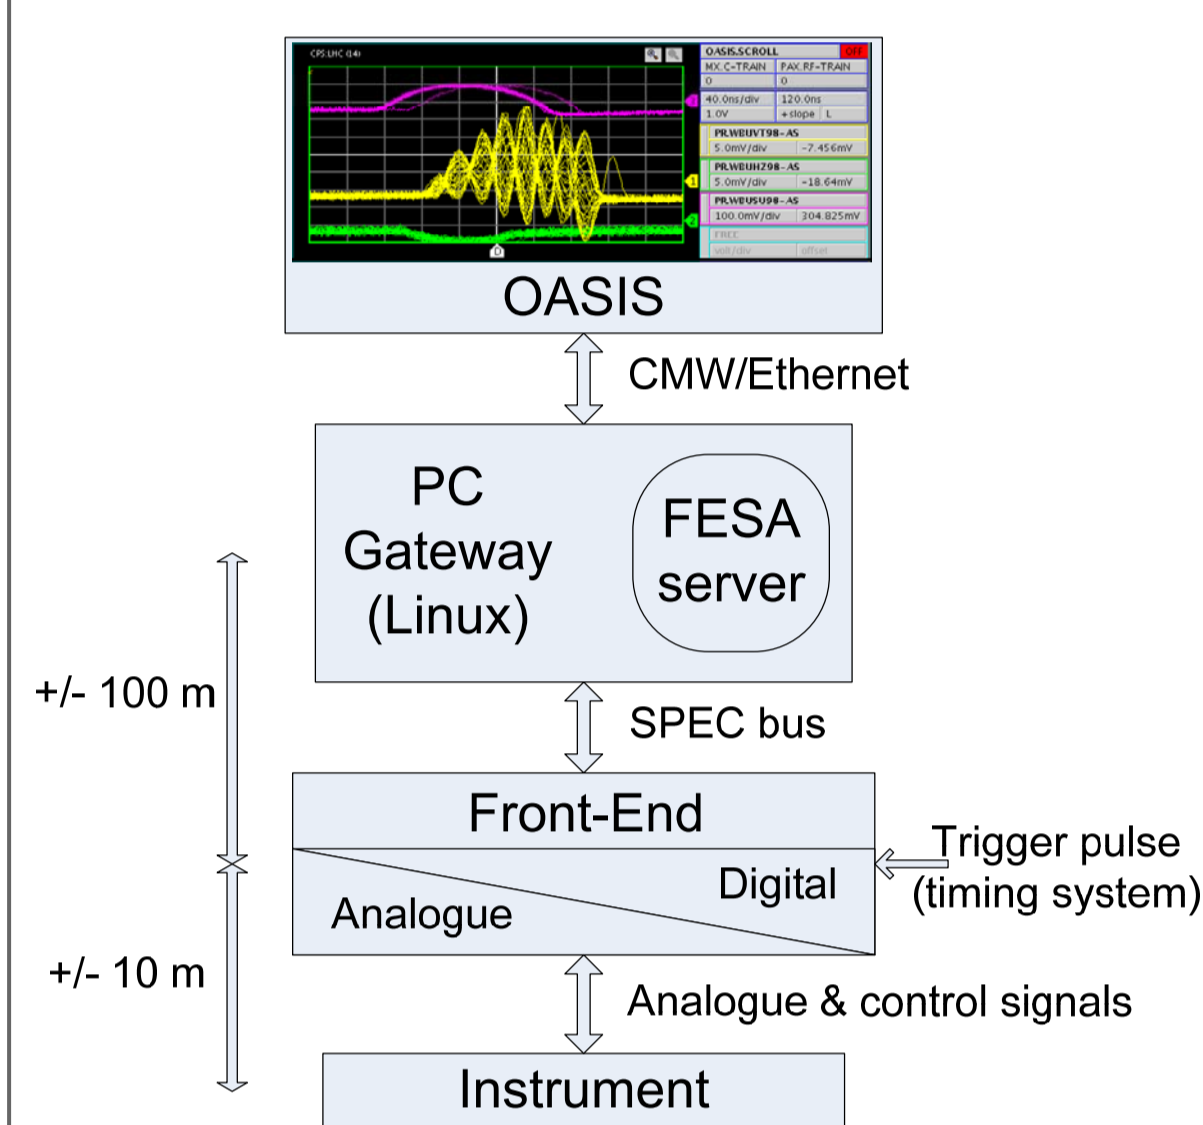 CPS:LHC (14)
OASIS.SCROLL OFF
MX.C-TRAIN PAX.RF-TRAIN
0 0
40.0ns/div 120.0ns
1.0V +slope L
PR.WBUVT98-AS
5.0mV/div -7.456mV
PR.WBUHZ98-AS
5.0mV/div -18.64mV
PR.WBUSU98-AS
100.0mV/div 304.825mV
FREE
volt/div offset
3
1
2
OASIS
CMW/Ethernet
PC
Gateway
(Linux)
FESA
server
+/- 100 m
SPEC bus
Front-End
Trigger pulse
(timing system)
Digital
Analogue
+/- 10 m
Analogue & control signals
Instrument